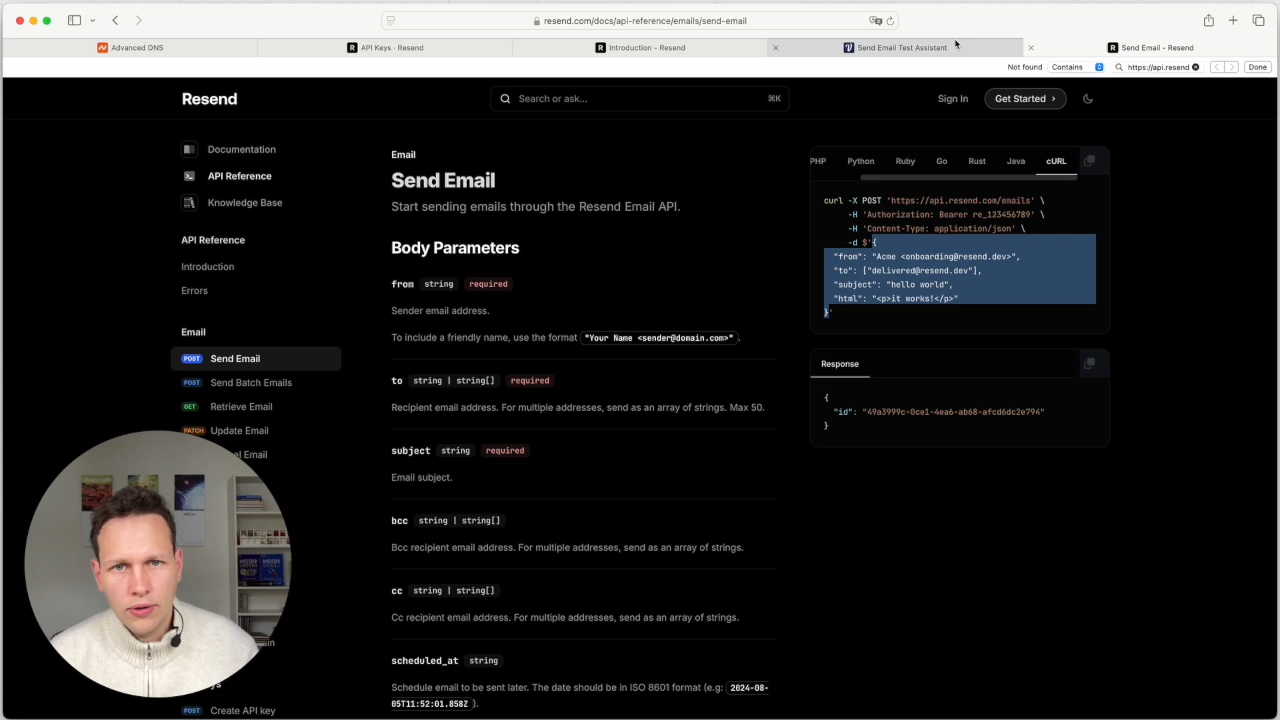 resend.com/docs/api-reference/emails/send-email
Advanced DNS
API Keys · Resend
Introduction - Resend
Send Email Test Assistant
Send Email - Resend
Not found
Contains
https://api.resend
Done
Resend
Search or ask...
⌘K
Sign In
Get Started
Documentation
API Reference
Knowledge Base
API Reference
Introduction
Errors
Email
POST Send Email
POST Send Batch Emails
GET Retrieve Email
PATCH Update Email
el Email
Create API key
Email
Send Email
Start sending emails through the Resend Email API.
Body Parameters
from string required
Sender email address.
To include a friendly name, use the format "Your Name <sender@domain.com>".
to string | string[] required
Recipient email address. For multiple addresses, send as an array of strings. Max 50.
subject string required
Email subject.
bcc string | string[]
Bcc recipient email address. For multiple addresses, send as an array of strings.
cc string | string[]
Cc recipient email address. For multiple addresses, send as an array of strings.
scheduled_at string
Schedule email to be sent later. The date should be in ISO 8601 format (e.g: 2024-08-
05T11:52:01.858Z ).
PHP Python Ruby Go Rust Java cURL
curl -X POST 'https://api.resend.com/emails' \
-H 'Authorization: Bearer re_123456789' \
-H 'Content-Type: application/json' \
-d $'{
"from": "Acme <onboarding@resend.dev>",
"to": ["delivered@resend.dev"],
"subject": "hello world",
"html": "<p>it works!</p>"
}'
Response
{
"id": "49a3999c-0ce1-4ea6-ab68-afcd6dc2e794"
}